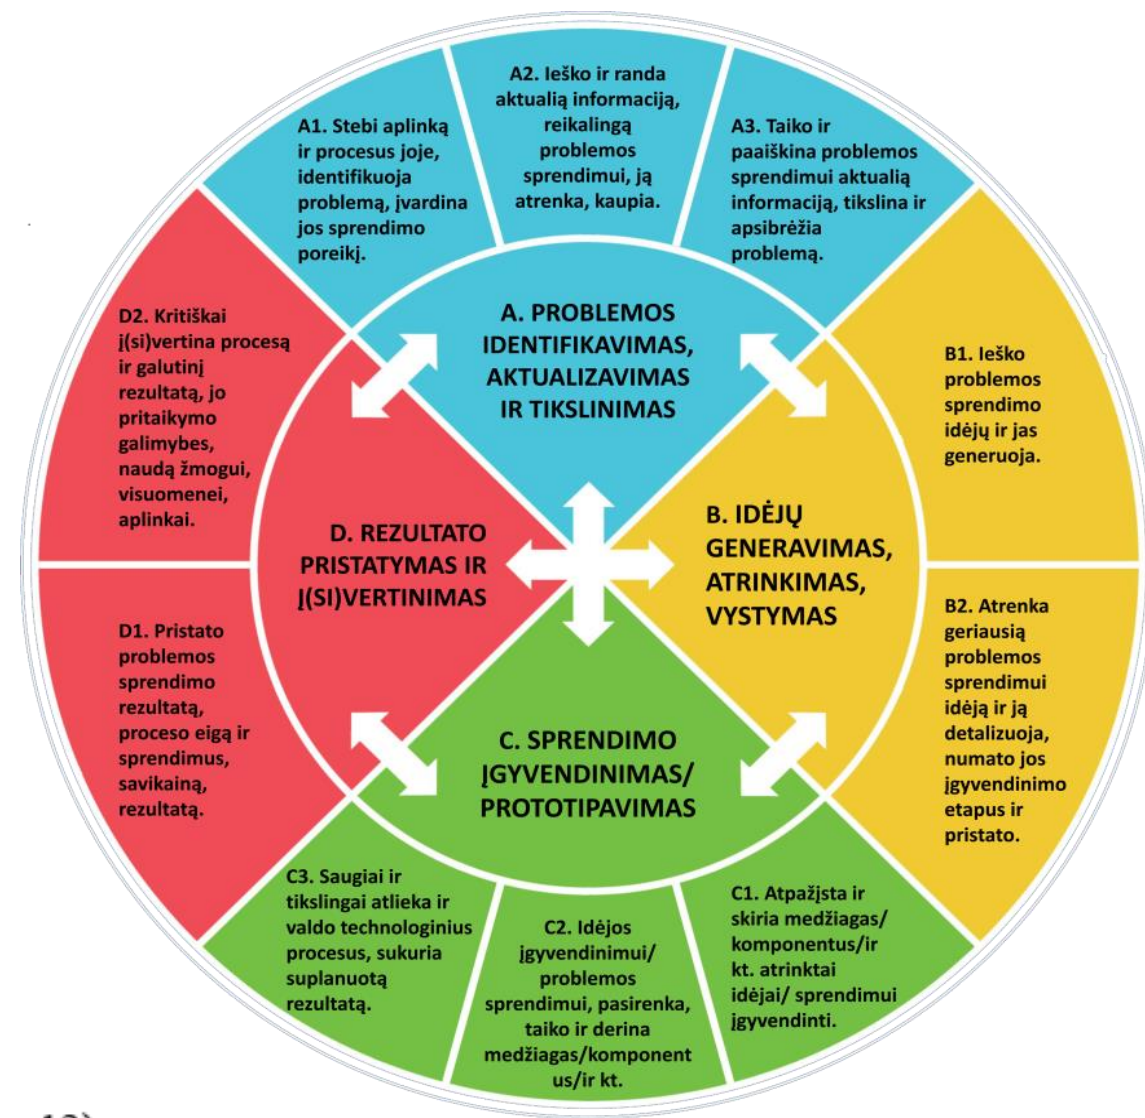 A1. Stebi aplinką
ir procesus joje,
identifikuoja
problemą, įvardina
jos sprendimo
poreikį.
A2. Ieško ir randa
aktualią informaciją,
reikalingą
problemos
sprendimui, ją
atrenka, kaupia.
A3. Taiko ir
paaiškina problemos
sprendimui aktualią
informaciją, tikslina ir
apsibrėžia
problemą.
A. PROBLEMOS
IDENTIFIKAVIMAS,
AKTUALIZAVIMAS
IR TIKSLINIMAS
B1. Ieško
problemos
sprendimo
idėjų ir jas
generuoja.
B. IDĖJŲ
GENERAVIMAS,
ATRINKIMAS,
VYSTYMAS
B2. Atrenka
geriausią
problemos
sprendimui
idėją ir ją
detalizuoja,
numato jos
įgyvendinimo
etapus ir
pristato.
C. SPRENDIMO
ĮGYVENDINIMAS/
PROTOTIPAVIMAS
C1. Atpažįsta ir
skiria medžiagas/
komponentus/ir
kt. atrinktai
idėjai/ sprendimui
įgyvendinti.
C2. Idėjos
įgyvendinimui/
problemos
sprendimui, pasirenka,
taiko ir derina
medžiagas/komponent
us/ir kt.
C3. Saugiai ir
tikslingai atlieka ir
valdo technologinius
procesus, sukuria
suplanuotą
rezultatą.
D. REZULTATO
PRISTATYMAS IR
Į(SI)VERTINIMAS
D1. Pristato
problemos
sprendimo
rezultatą,
proceso eigą ir
sprendimus,
savikainą,
rezultatą.
D2. Kritiškai
į(si)vertina procesą
ir galutinį
rezultatą, jo
pritaikymo
galimybes,
naudą žmogui,
visuomenei,
aplinkai.